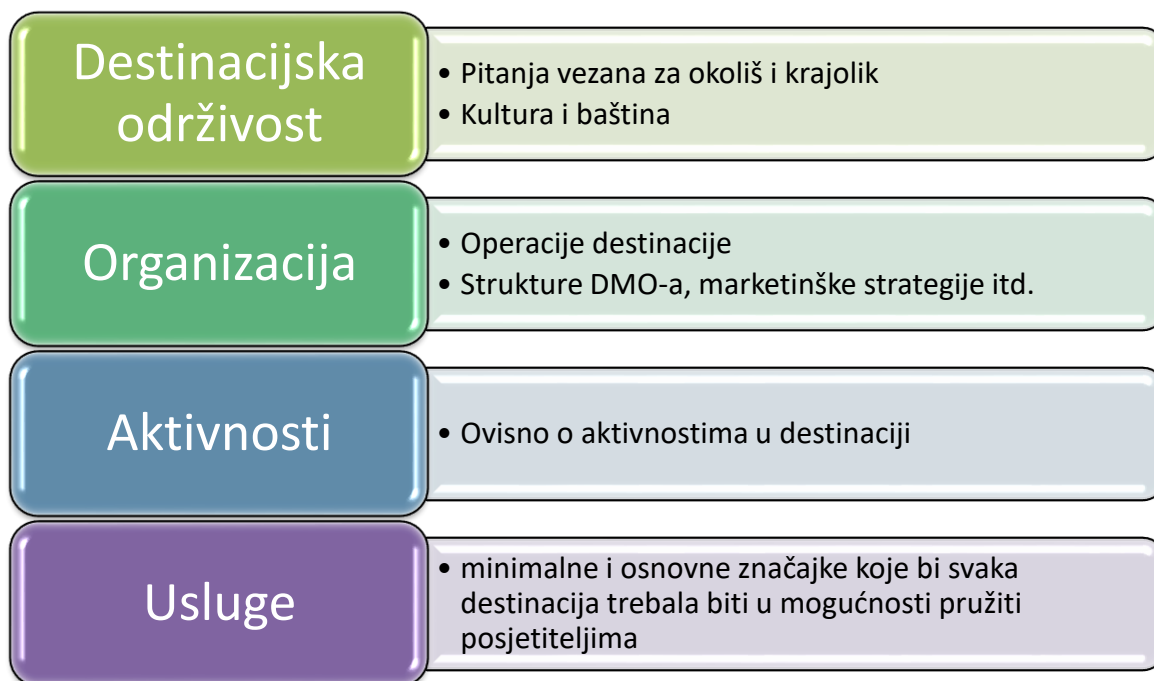 Destinacijska
održivost
• Pitanja vezana za okoliš i krajolik
• Kultura i baština
Organizacija
• Operacije destinacije
• Strukture DMO-a, marketinške strategije itd.
Aktivnosti
• Ovisno o aktivnostima u destinaciji
Usluge
• minimalne i osnovne značajke koje bi svaka
destinacija trebala biti u mogućnosti pružiti
posjetiteljima